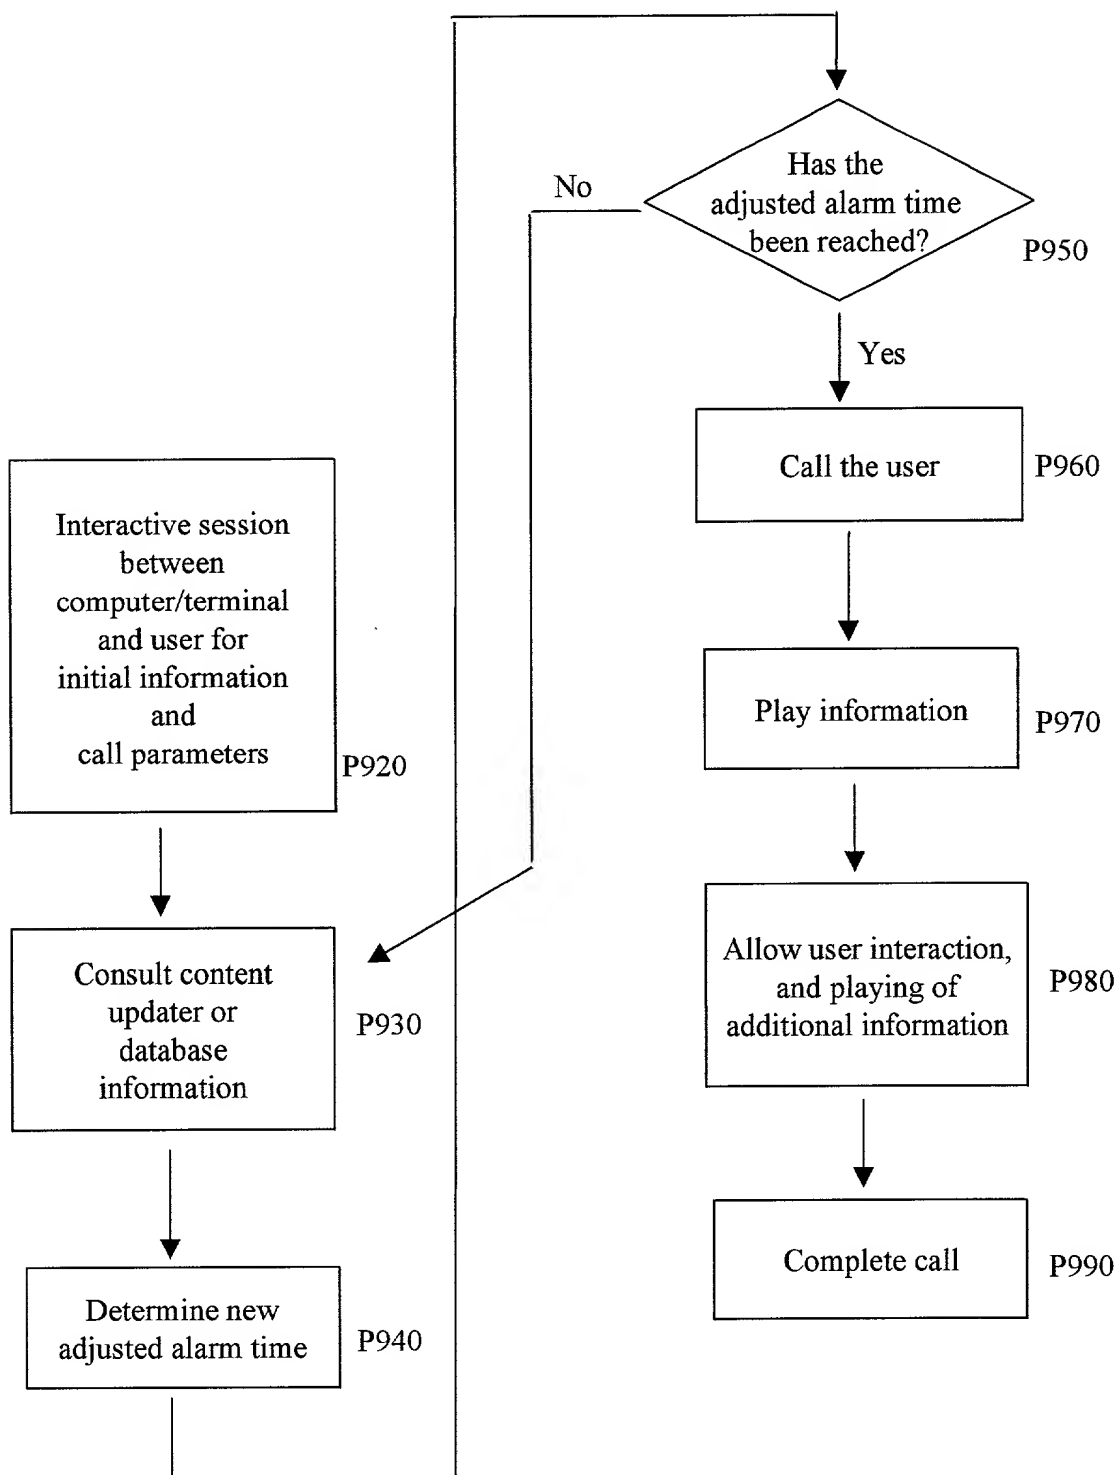 Interactive session
between
computer/terminal
and user for
initial information
and
call parameters
P920
Consult content
updater or
database
information
P930
Determine new
adjusted alarm time
P940
Has the
adjusted alarm time
been reached?
P950
No
Yes
Call the user
P960
Play information
P970
Allow user interaction,
and playing of
additional information
P980
Complete call
P990